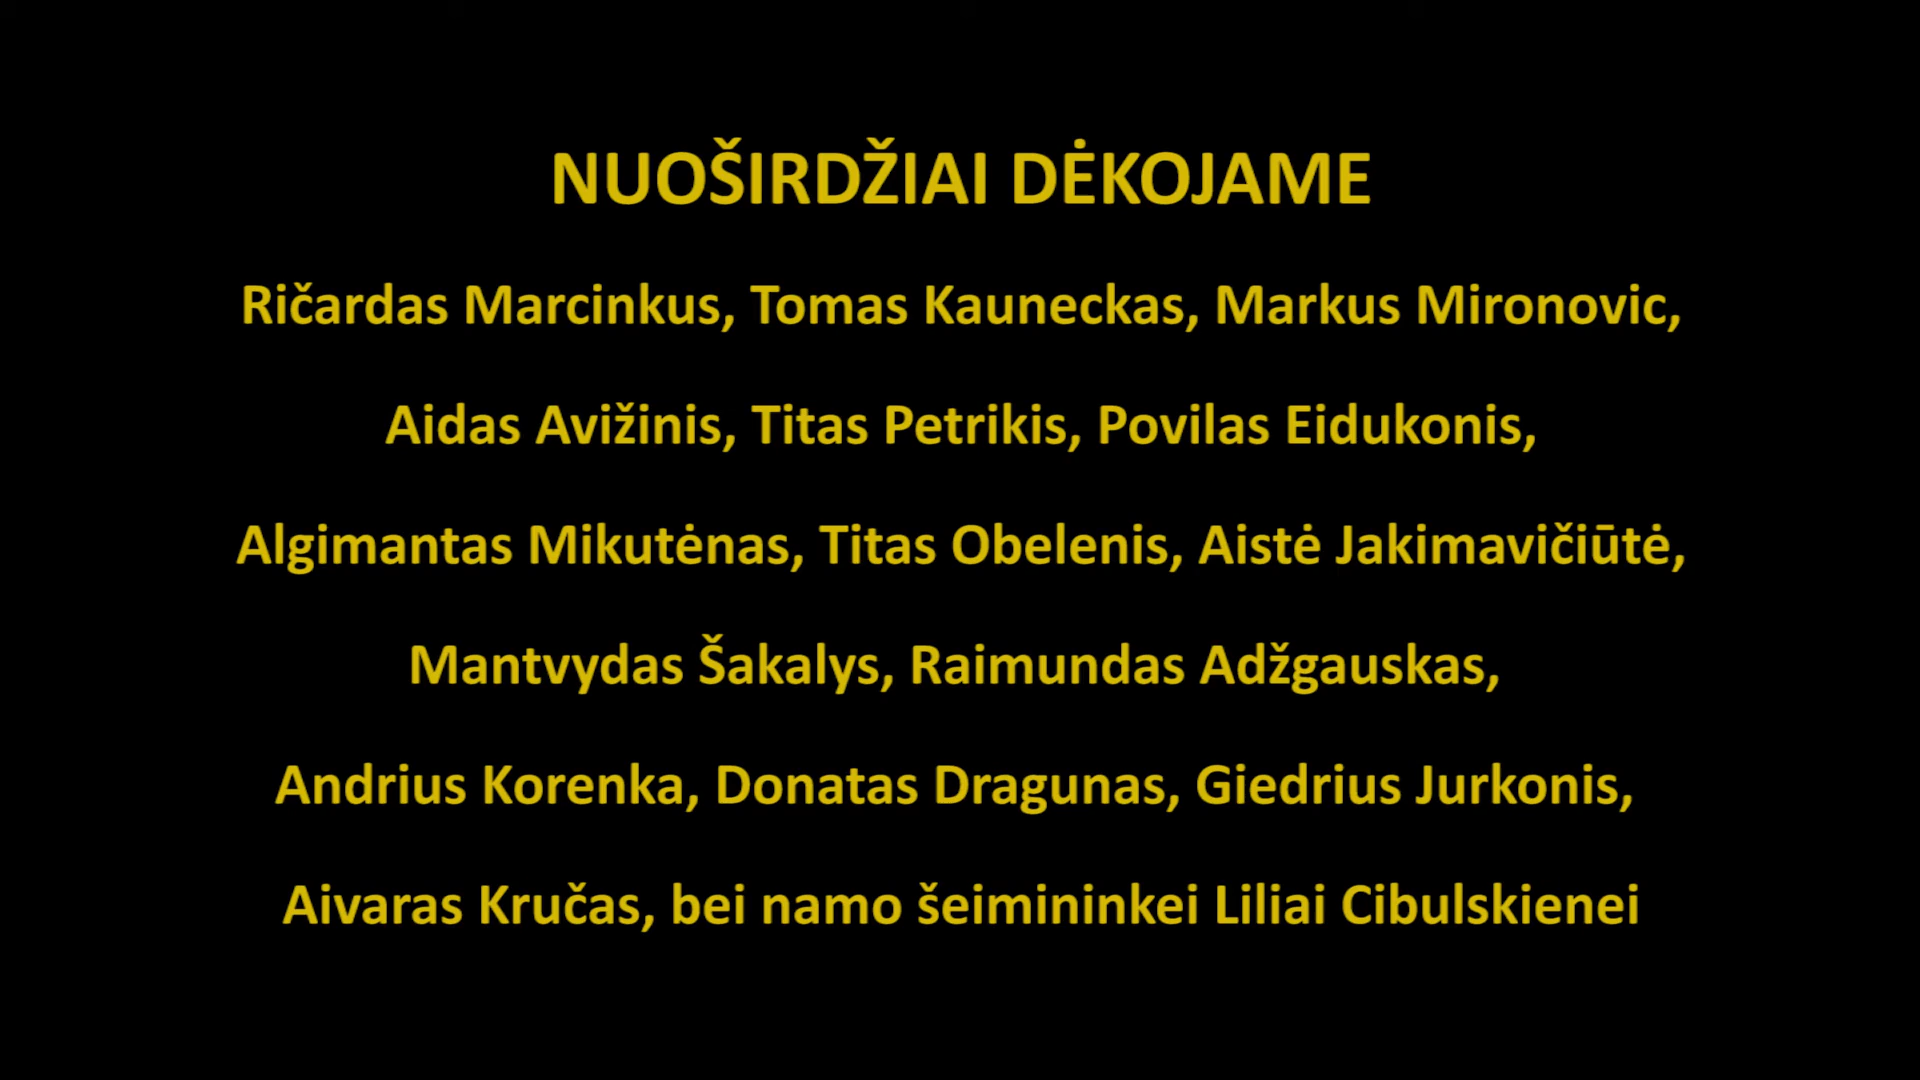 NUOŠIRDŽIAI DĖKOJAME
Ričardas Marcinkus, Tomas Kauneckas, Markus Mironovic,
Aidas Avižinis, Titas Petrikis, Povilas Eidukonis,
Algimantas Mikutėnas, Titas Obelenis, Aistė Jakimavičiūtė,
Mantvydas Šakalys, Raimundas Adžgauskas,
Andrius Korenka, Donatas Dragunas, Giedrius Jurkonis,
Aivaras Kručas, bei namo šeimininkei Liliai Cibulskienei